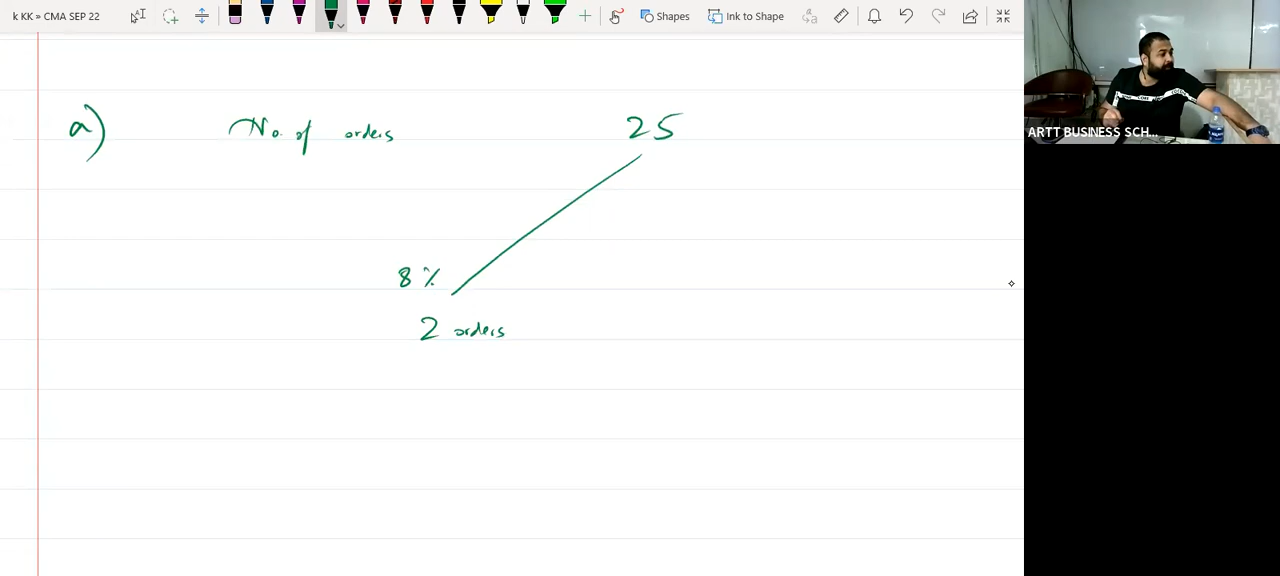 k KK » CMA SEP 22
Shapes
Ink to Shape
a) No. of orders 25
8 %
2 orders
ARTT BUSINESS SCH...